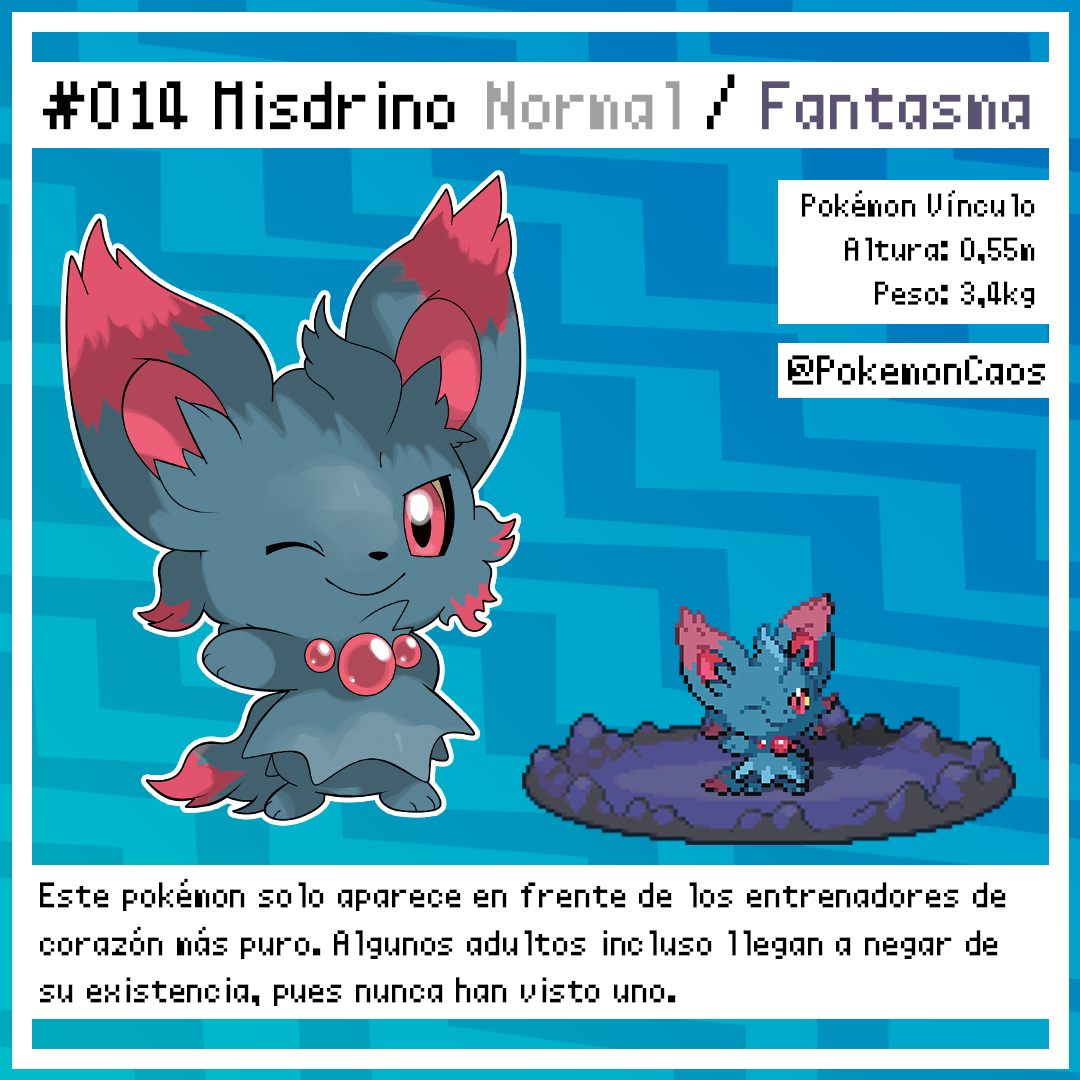 #014 Misdrino Normal / Fantasma
Pokémon Vínculo
Altura: 0,55m
Peso: 3,4kg
@PokemonCaos
Este pokémon solo aparece en frente de los entrenadores de
corazón más puro. Algunos adultos incluso llegan a negar de
su existencia, pues nunca han visto uno.